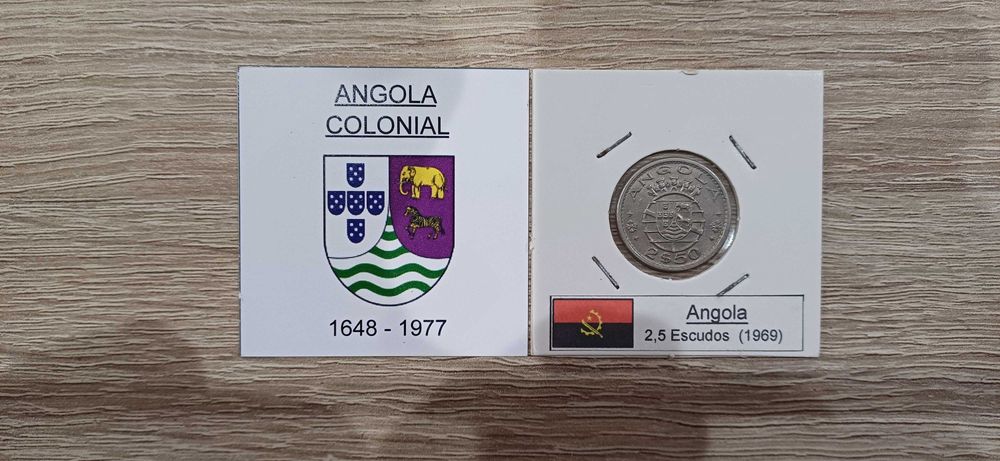 ANGOLA
COLONIAL
1648 - 1977
ANGOLA
2$50
Angola
2,5 Escudos (1969)